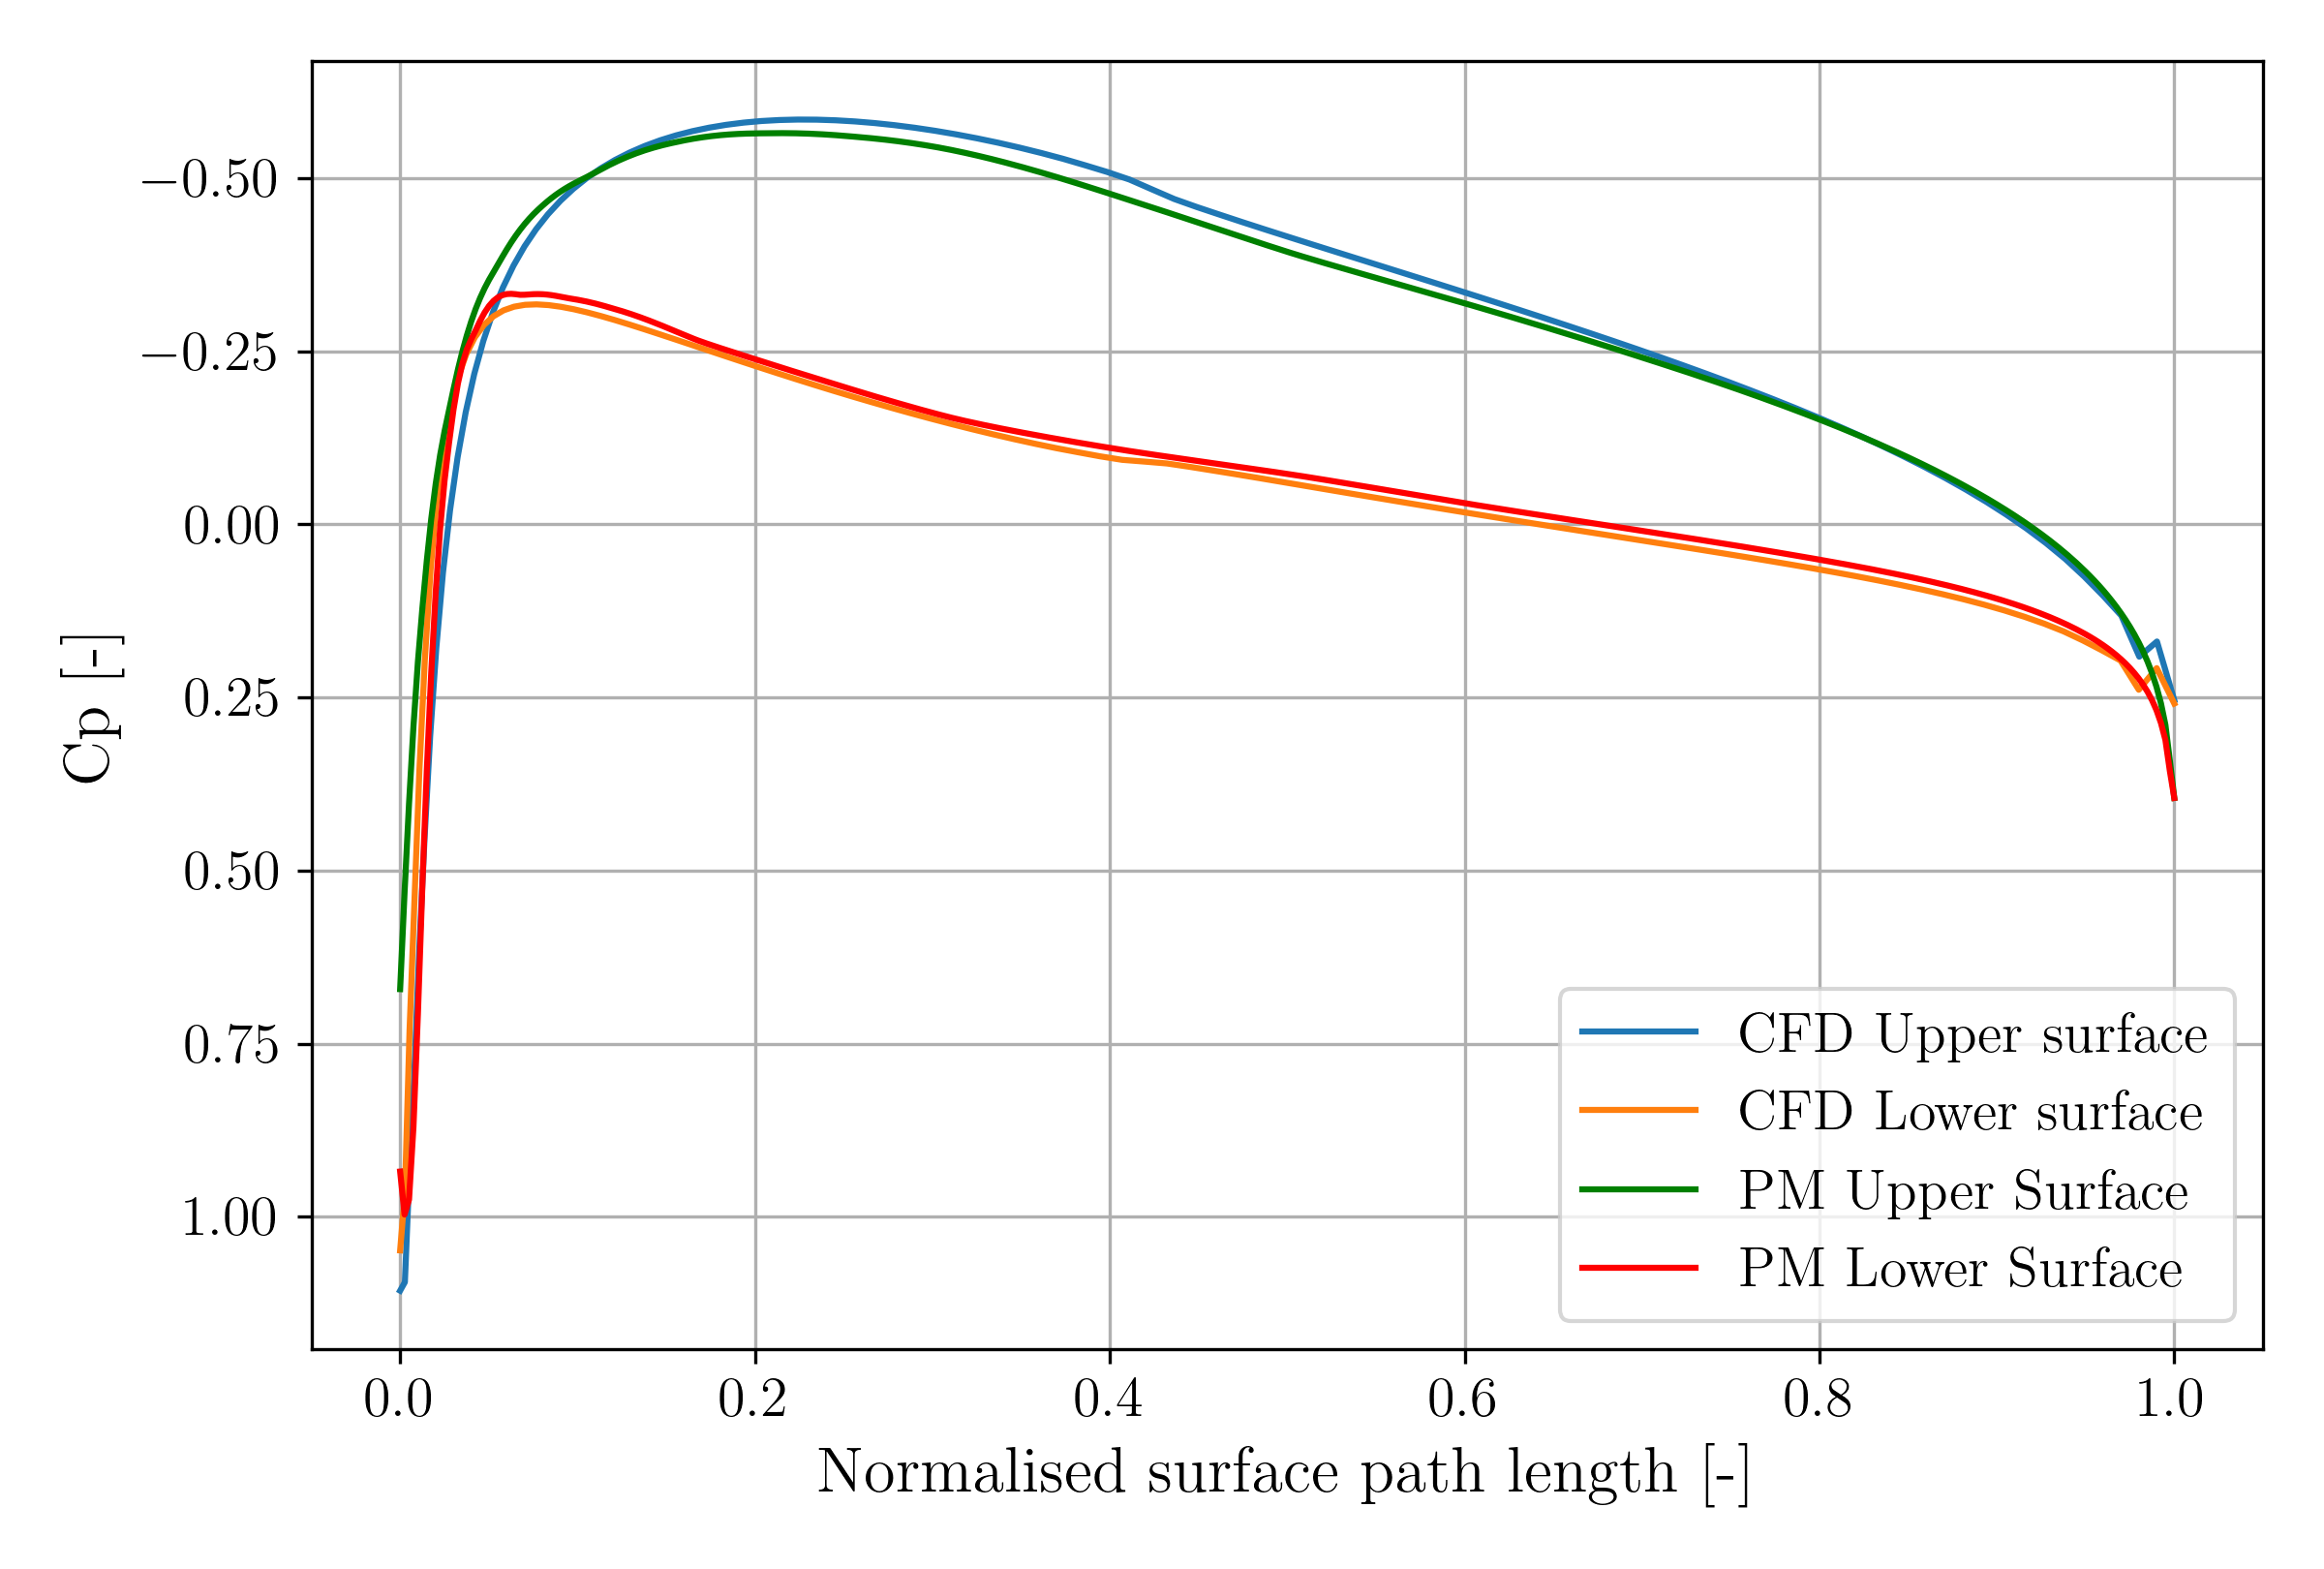 −0.50
−0.25
0.00
0.25
0.50
0.75
1.00
Cp [-]
0.0 0.2 0.4 0.6 0.8 1.0
Normalised surface path length [-]
CFD Upper surface
CFD Lower surface
PM Upper Surface
PM Lower Surface